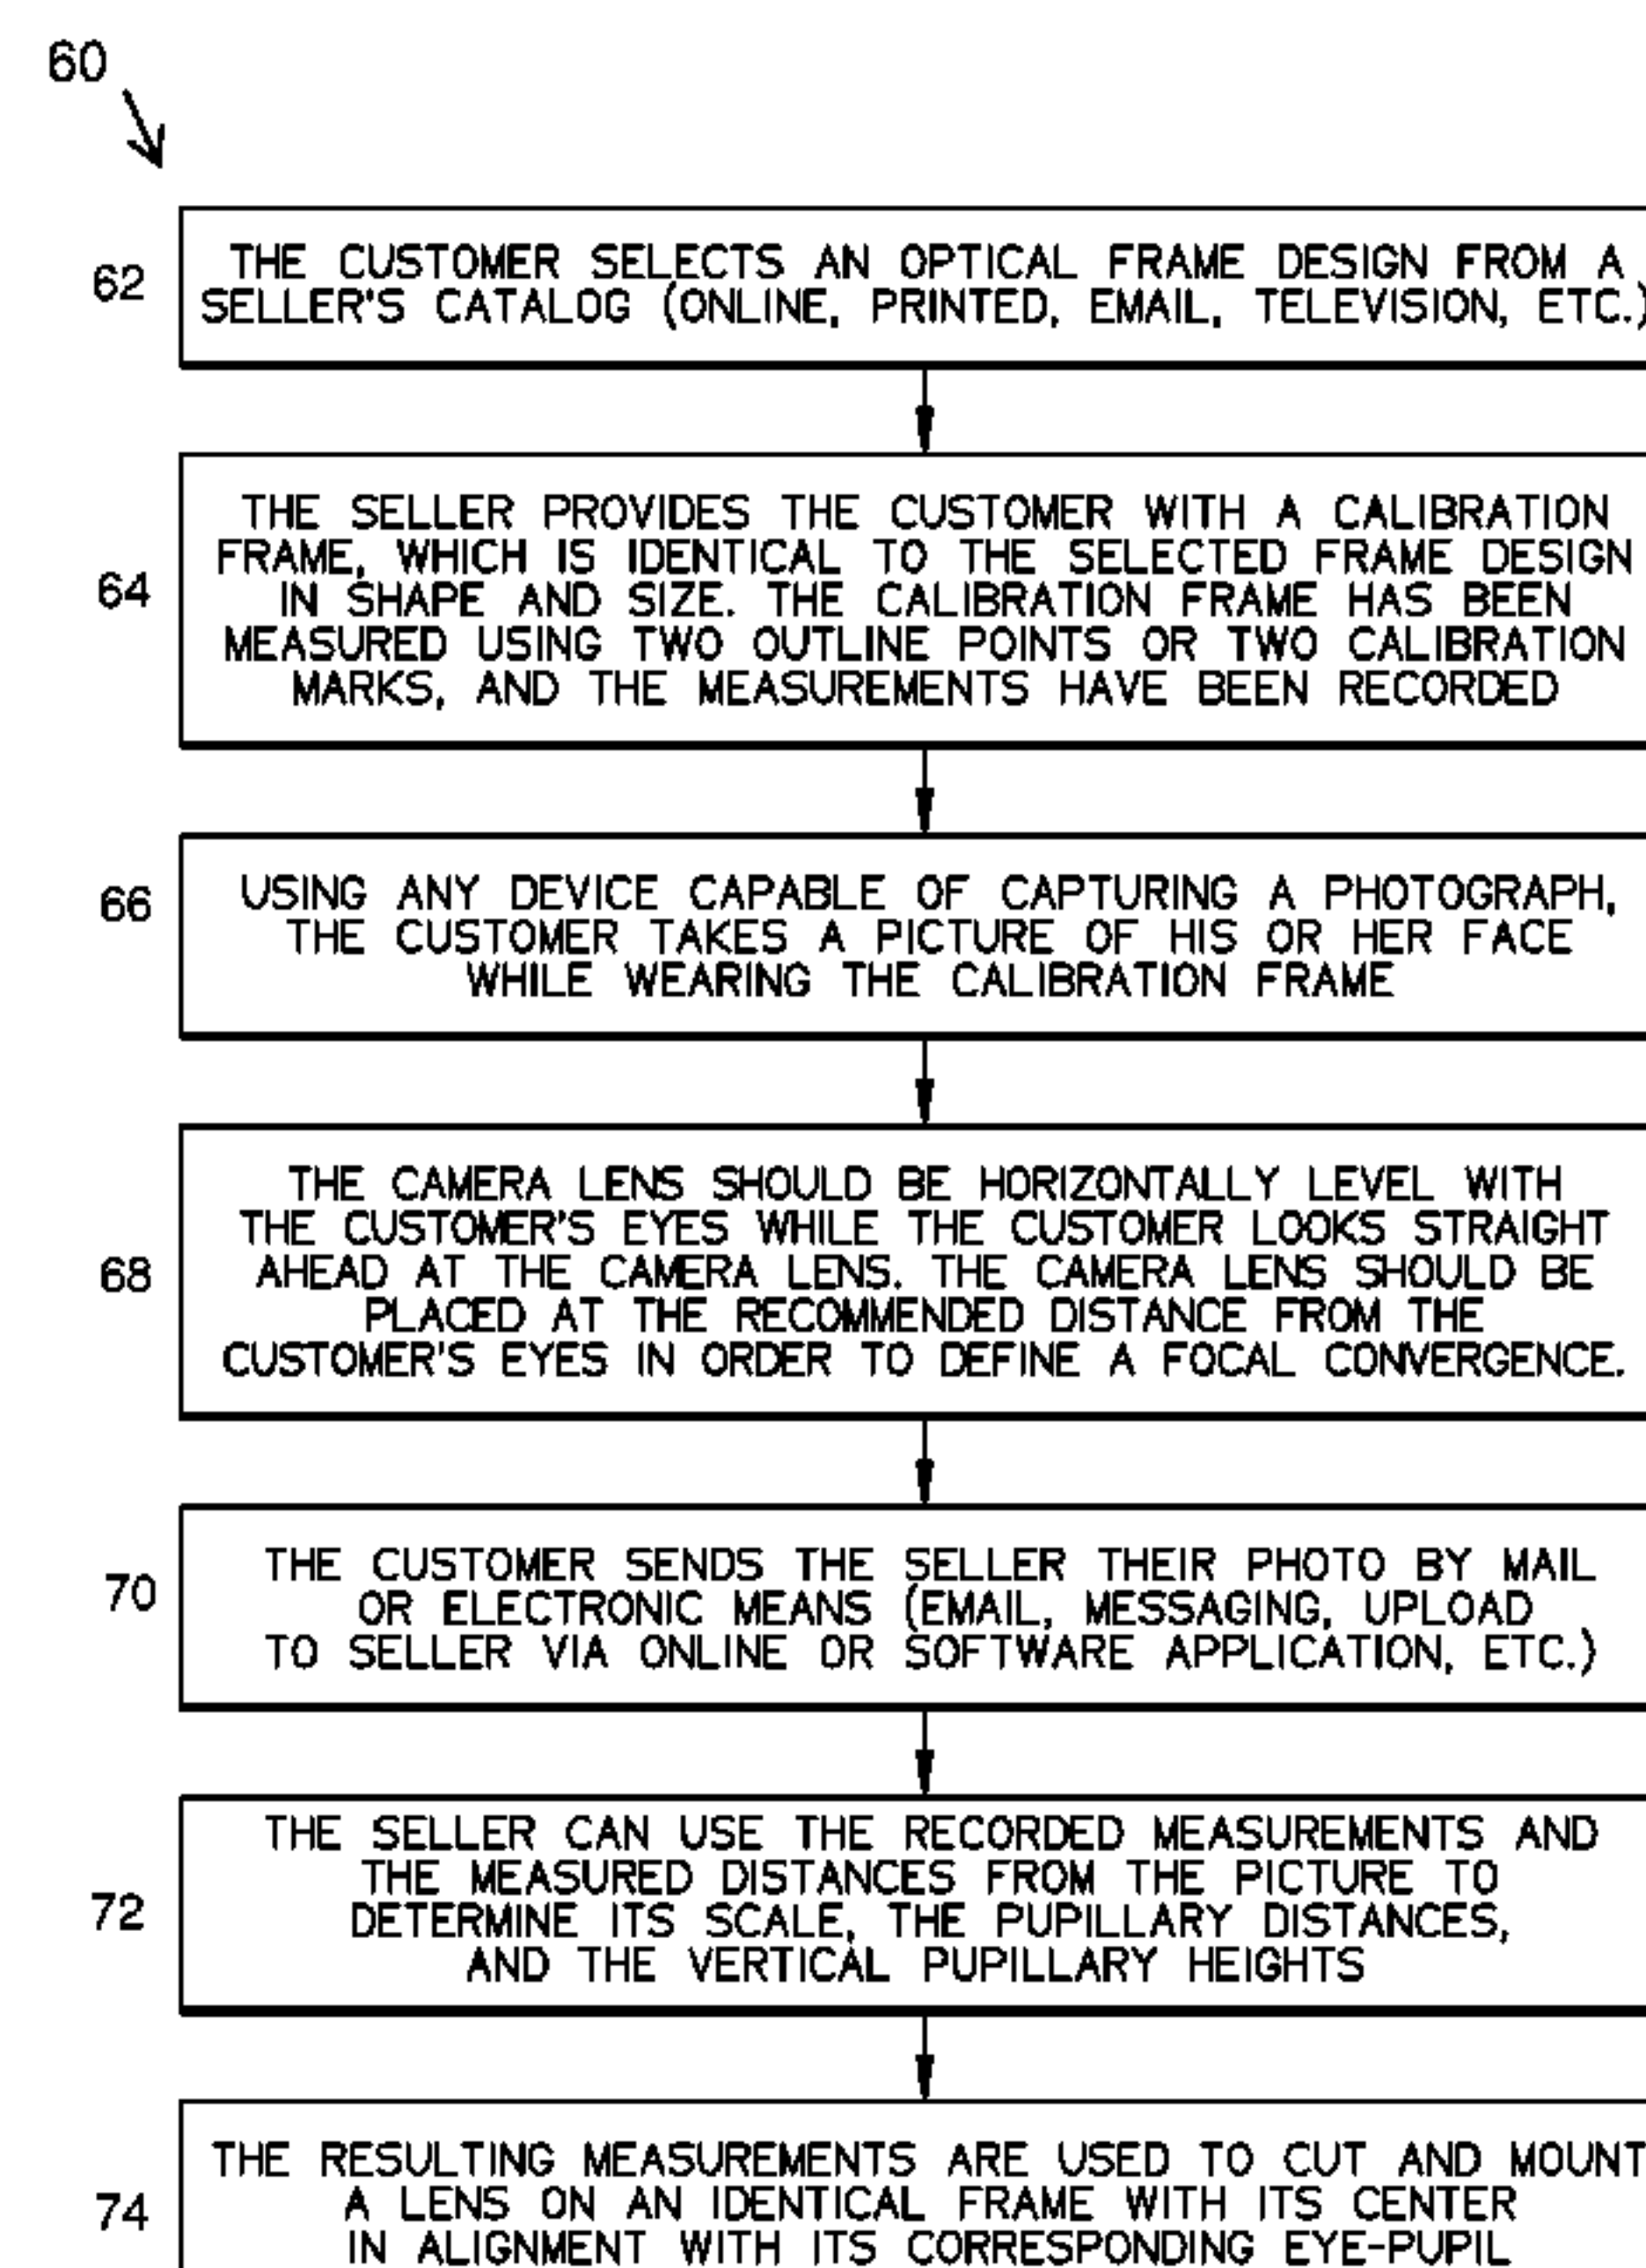 60
62
THE CUSTOMER SELECTS AN OPTICAL FRAME DESIGN FROM A
SELLER'S CATALOG (ONLINE, PRINTED, EMAIL, TELEVISION, ETC.)
64
THE SELLER PROVIDES THE CUSTOMER WITH A CALIBRATION
FRAME, WHICH IS IDENTICAL TO THE SELECTED FRAME DESIGN
IN SHAPE AND SIZE. THE CALIBRATION FRAME HAS BEEN
MEASURED USING TWO OUTLINE POINTS OR TWO CALIBRATION
MARKS, AND THE MEASUREMENTS HAVE BEEN RECORDED
66
USING ANY DEVICE CAPABLE OF CAPTURING A PHOTOGRAPH,
THE CUSTOMER TAKES A PICTURE OF HIS OR HER FACE
WHILE WEARING THE CALIBRATION FRAME
68
THE CAMERA LENS SHOULD BE HORIZONTALLY LEVEL WITH
THE CUSTOMER'S EYES WHILE THE CUSTOMER LOOKS STRAIGHT
AHEAD AT THE CAMERA LENS. THE CAMERA LENS SHOULD BE
PLACED AT THE RECOMMENDED DISTANCE FROM THE
CUSTOMER'S EYES IN ORDER TO DEFINE A FOCAL CONVERGENCE.
70
THE CUSTOMER SENDS THE SELLER THEIR PHOTO BY MAIL
OR ELECTRONIC MEANS (EMAIL, MESSAGING, UPLOAD
TO SELLER VIA ONLINE OR SOFTWARE APPLICATION, ETC.)
72
THE SELLER CAN USE THE RECORDED MEASUREMENTS AND
THE MEASURED DISTANCES FROM THE PICTURE TO
DETERMINE ITS SCALE, THE PUPILLARY DISTANCES,
AND THE VERTICAL PUPILLARY HEIGHTS
74
THE RESULTING MEASUREMENTS ARE USED TO CUT AND MOUNT
A LENS ON AN IDENTICAL FRAME WITH ITS CENTER
IN ALIGNMENT WITH ITS CORRESPONDING EYE-PUPIL